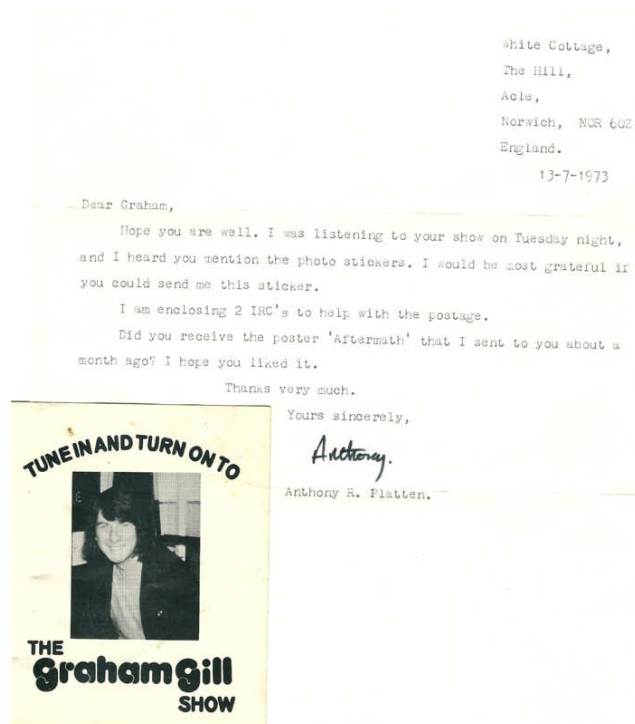 White Cottage,
The Hill,
Acle,
Norwich, NOR 60Z
England.
13-7-1973
Dear Graham,
Hope you are well. I was listening to your show on Tuesday night,
and I heard you mention the photo stickers. I would be most grateful if
you could send me this sticker.
I am enclosing 2 IRC's to help with the postage.
Did you receive the poster 'Aftermath' that I sent to you about a
month ago? I hope you liked it.
Thanks very much.
Yours sincerely,
Anthony.
Anthony R. Platten.
TUNE IN AND TURN ON TO
THE
Graham Gill
SHOW